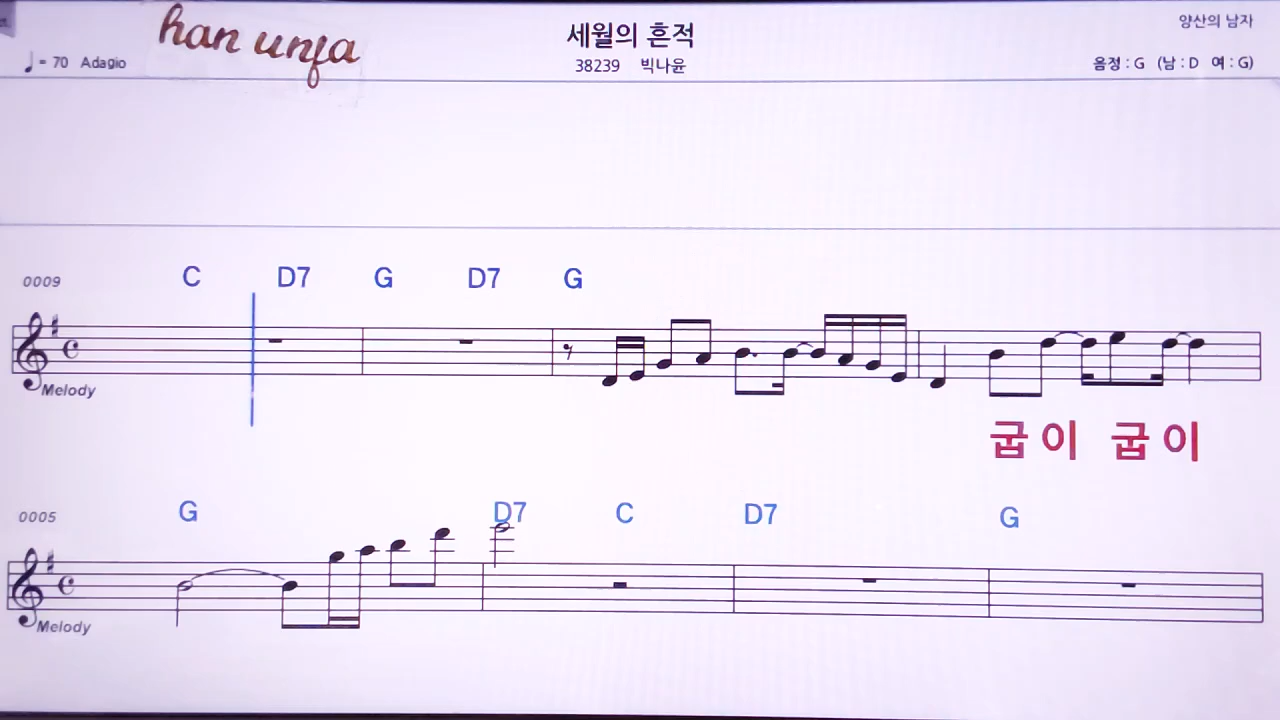 han unfa
세월의 흔적
양산의 남자
♩= 70 Adagio
38239 빅나윤
음정 : G (남 : D 여 : G)
0009
C D7 G D7 G
Melody
굽이 굽이
0005
G D7 C D7 G
Melody